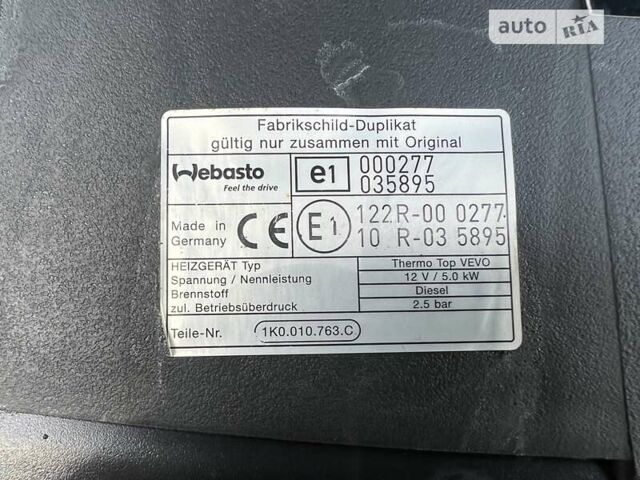 auto RIA
Fabrikschild-Duplikat
gültig nur zusammen mit Original
Webasto
Feel the drive
e1 000277
035895
Made in
Germany
CE
E1 122R-00 0277
10 R-03 5895
HEIZGERÄT Typ Thermo Top VEVO
Spannung / Nennleistung 12 V / 5.0 kW
Brennstoff Diesel
zul. Betriebsüberdruck 2.5 bar
Teile-Nr. 1K0.010.763.C